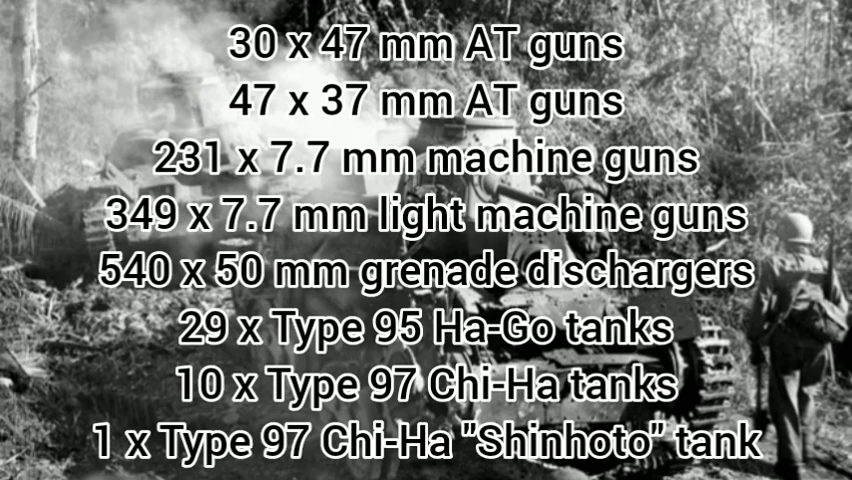 30 x 47 mm AT guns
47 x 37 mm AT guns
231 x 7.7 mm machine guns
349 x 7.7 mm light machine guns
540 x 50 mm grenade dischargers
29 x Type 95 Ha-Go tanks
10 x Type 97 Chi-Ha tanks
1 x Type 97 Chi-Ha "Shinhoto" tank